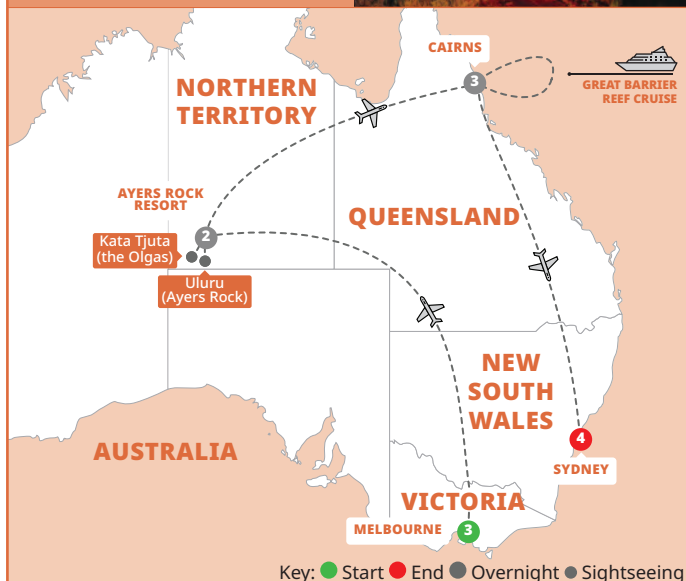 CAIRNS
3
GREAT BARRIER
REEF CRUISE
NORTHERN
TERRITORY
AYERS ROCK
RESORT
2
Kata Tjuta
(the Olgas)
Uluru
(Ayers Rock)
QUEENSLAND
NEW
SOUTH
WALES
4
SYDNEY
AUSTRALIA
VICTORIA
MELBOURNE
3
Key: Start End Overnight Sightseeing